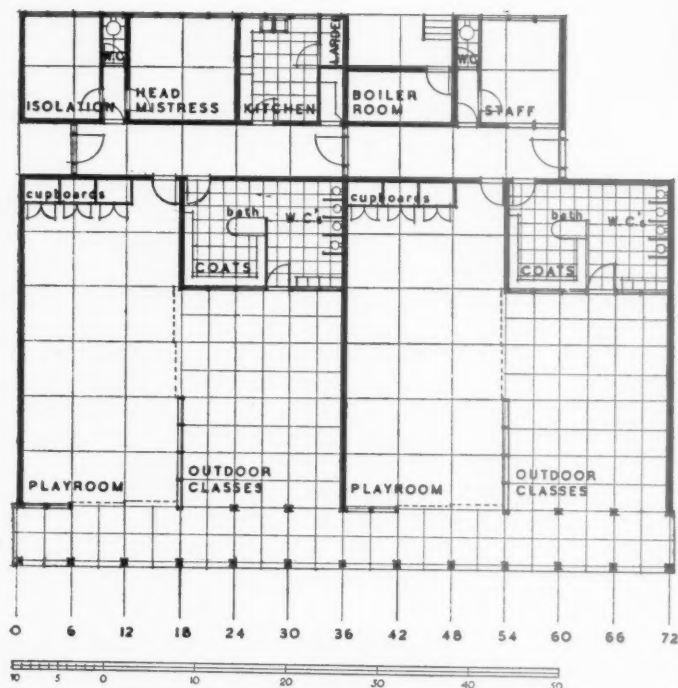 LARDER
W.C
W.C
ISOLATION
HEAD
MISTRESS
KITCHEN
BOILER
ROOM
STAFF
cupboards
bath
W.C's
COATS
cupboards
bath
W.C's
COATS
PLAYROOM
OUTDOOR
CLASSES
PLAYROOM
OUTDOOR
CLASSES
0 6 12 18 24 30 36 42 48 54 60 66 72
10 5 0 10 20 30 40 50